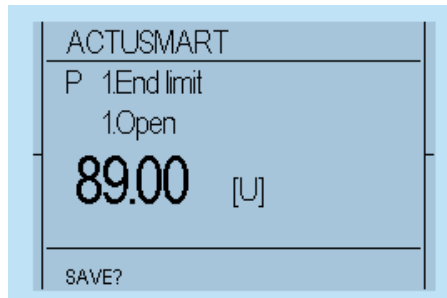 ACTUSMART
P 1.End limit
1.Open
89.00 [U]
SAVE?